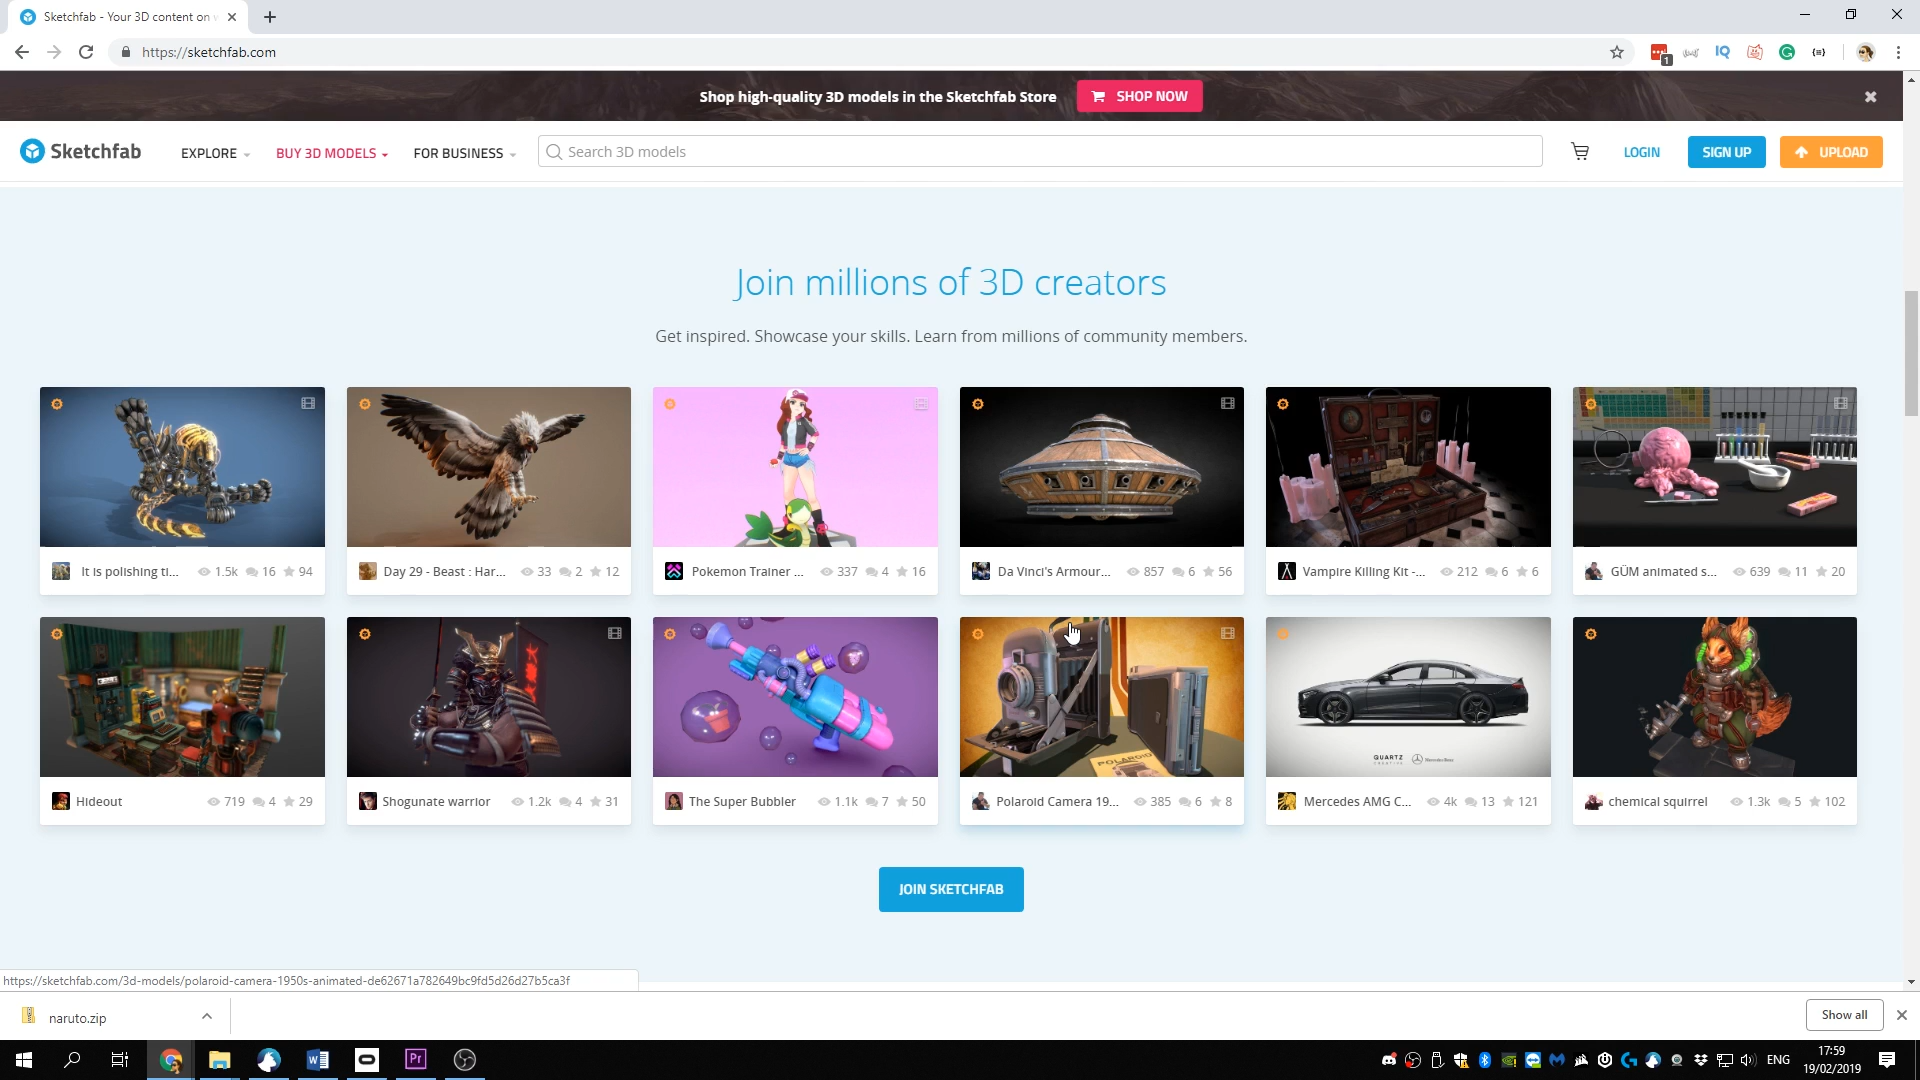 Sketchfab - Your 3D content on
https://sketchfab.com
1
Shop high-quality 3D models in the Sketchfab Store
SHOP NOW
Sketchfab
EXPLORE
BUY 3D MODELS
FOR BUSINESS
Search 3D models
LOGIN
SIGN UP
UPLOAD
Join millions of 3D creators
Get inspired. Showcase your skills. Learn from millions of community members.
It is polishing ti... 1.5k 16 94
Day 29 - Beast : Har... 33 2 12
Pokemon Trainer ... 337 4 16
Da Vinci's Armour... 857 6 56
Vampire Killing Kit -... 212 6 6
GÜM animated s... 639 11 20
POLAROID
QUARTZ
CREATIVE
Mercedes-Benz
Hideout 719 4 29
Shogunate warrior 1.2k 4 31
The Super Bubbler 1.1k 7 50
Polaroid Camera 19... 385 6 8
Mercedes AMG C... 4k 13 121
chemical squirrel 1.3k 5 102
JOIN SKETCHFAB
https://sketchfab.com/3d-models/polaroid-camera-1950s-animated-de62671a782649bc9fd5d26d27b5ca3f
naruto.zip
Show all
Pr
ENG
17:59
19/02/2019